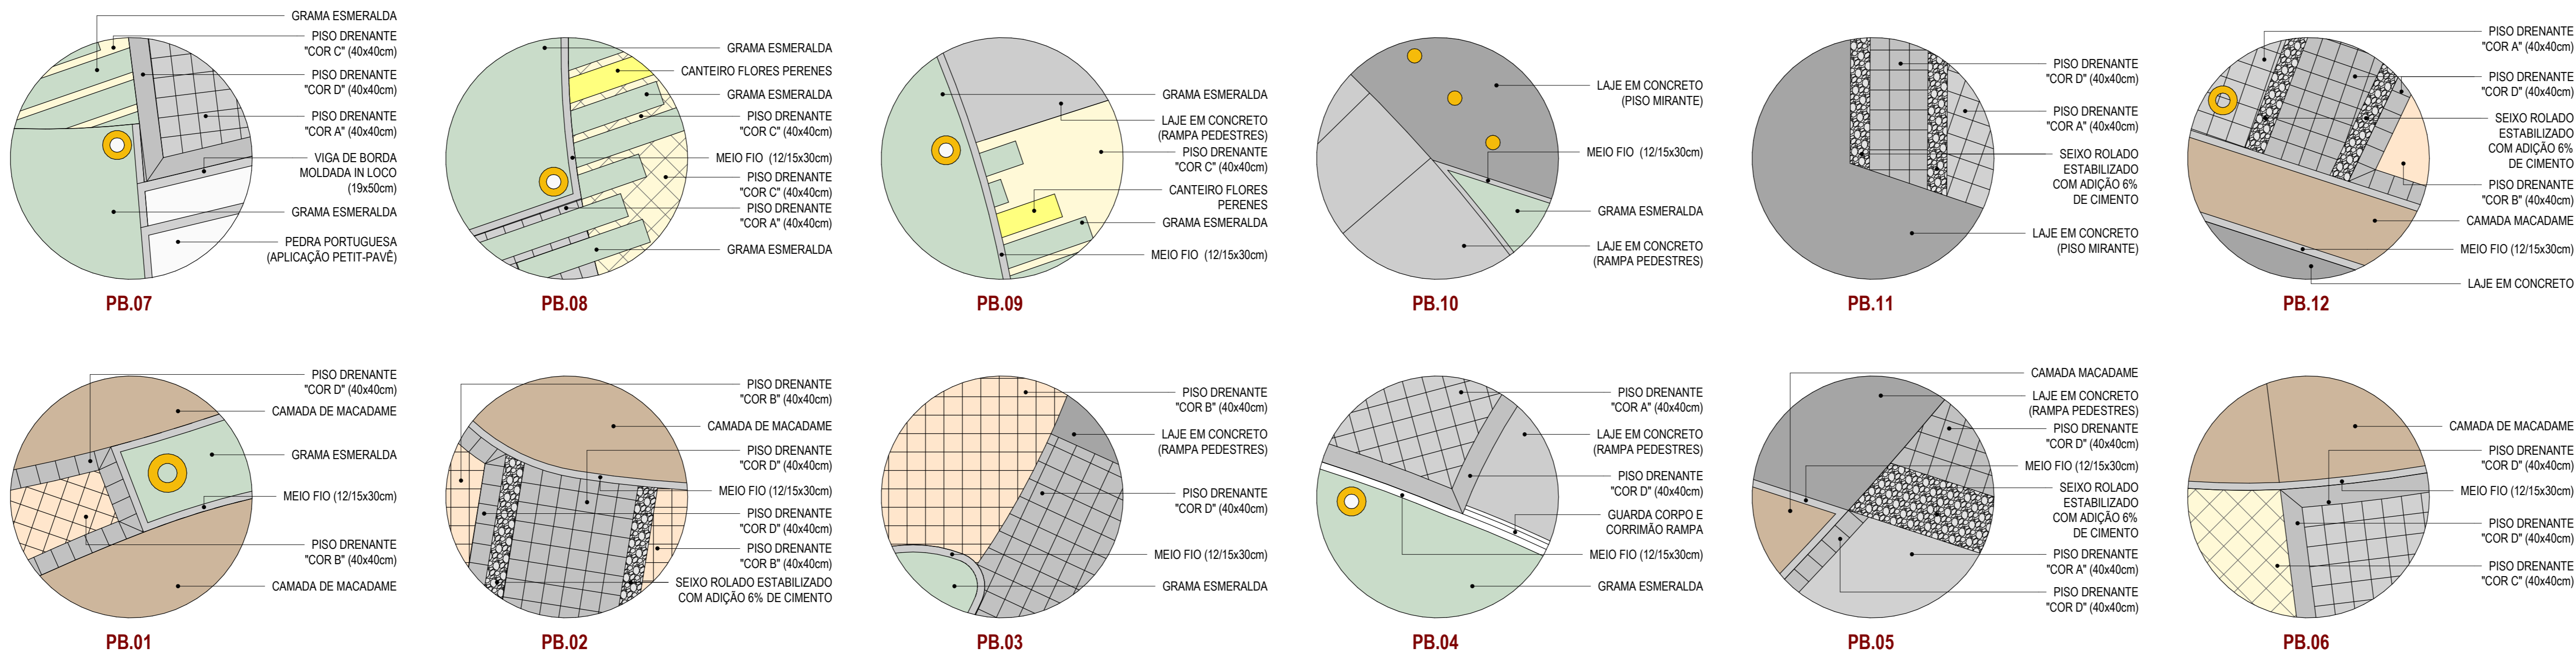 GRAMA ESMERALDA
PISO DRENANTE
"COR C" (40x40cm)
PISO DRENANTE
"COR D" (40x40cm)
PISO DRENANTE
"COR A" (40x40cm)
VIGA DE BORDA
MOLDADA IN LOCO
(19x50cm)
GRAMA ESMERALDA
PEDRA PORTUGUESA
(APLICAÇÃO PETIT-PAVÊ)
PB.07
GRAMA ESMERALDA
CANTEIRO FLORES PERENES
GRAMA ESMERALDA
PISO DRENANTE
"COR C" (40x40cm)
MEIO FIO (12/15x30cm)
PISO DRENANTE
"COR C" (40x40cm)
PISO DRENANTE
"COR A" (40x40cm)
GRAMA ESMERALDA
PB.08
GRAMA ESMERALDA
LAJE EM CONCRETO
(RAMPA PEDESTRES)
PISO DRENANTE
"COR C" (40x40cm)
CANTEIRO FLORES
PERENES
GRAMA ESMERALDA
MEIO FIO (12/15x30cm)
PB.09
LAJE EM CONCRETO
(PISO MIRANTE)
MEIO FIO (12/15x30cm)
GRAMA ESMERALDA
LAJE EM CONCRETO
(RAMPA PEDESTRES)
PB.10
PISO DRENANTE
"COR D" (40x40cm)
PISO DRENANTE
"COR A" (40x40cm)
SEIXO ROLADO
ESTABILIZADO
COM ADIÇÃO 6%
DE CIMENTO
LAJE EM CONCRETO
(PISO MIRANTE)
PB.11
PISO DRENANTE
"COR A" (40x40cm)
PISO DRENANTE
"COR D" (40x40cm)
SEIXO ROLADO
ESTABILIZADO
COM ADIÇÃO 6%
DE CIMENTO
PISO DRENANTE
"COR B" (40x40cm)
CAMADA MACADAME
MEIO FIO (12/15x30cm)
LAJE EM CONCRETO
PB.12
PISO DRENANTE
"COR D" (40x40cm)
CAMADA DE MACADAME
GRAMA ESMERALDA
MEIO FIO (12/15x30cm)
PISO DRENANTE
"COR B" (40x40cm)
CAMADA DE MACADAME
PB.01
PISO DRENANTE
"COR B" (40x40cm)
CAMADA DE MACADAME
PISO DRENANTE
"COR D" (40x40cm)
MEIO FIO (12/15x30cm)
PISO DRENANTE
"COR D" (40x40cm)
PISO DRENANTE
"COR B" (40x40cm)
SEIXO ROLADO ESTABILIZADO
COM ADIÇÃO 6% DE CIMENTO
PB.02
PISO DRENANTE
"COR B" (40x40cm)
LAJE EM CONCRETO
(RAMPA PEDESTRES)
PISO DRENANTE
"COR D" (40x40cm)
MEIO FIO (12/15x30cm)
GRAMA ESMERALDA
PB.03
PISO DRENANTE
"COR A" (40x40cm)
LAJE EM CONCRETO
(RAMPA PEDESTRES)
PISO DRENANTE
"COR D" (40x40cm)
GUARDA CORPO E
CORRIMÃO RAMPA
MEIO FIO (12/15x30cm)
GRAMA ESMERALDA
PB.04
CAMADA MACADAME
LAJE EM CONCRETO
(RAMPA PEDESTRES)
PISO DRENANTE
"COR D" (40x40cm)
MEIO FIO (12/15x30cm)
SEIXO ROLADO
ESTABILIZADO
COM ADIÇÃO 6%
DE CIMENTO
PISO DRENANTE
"COR A" (40x40cm)
PISO DRENANTE
"COR D" (40x40cm)
PB.05
CAMADA DE MACADAME
PISO DRENANTE
"COR D" (40x40cm)
MEIO FIO (12/15x30cm)
PISO DRENANTE
"COR D" (40x40cm)
PISO DRENANTE
"COR C" (40x40cm)
PB.06